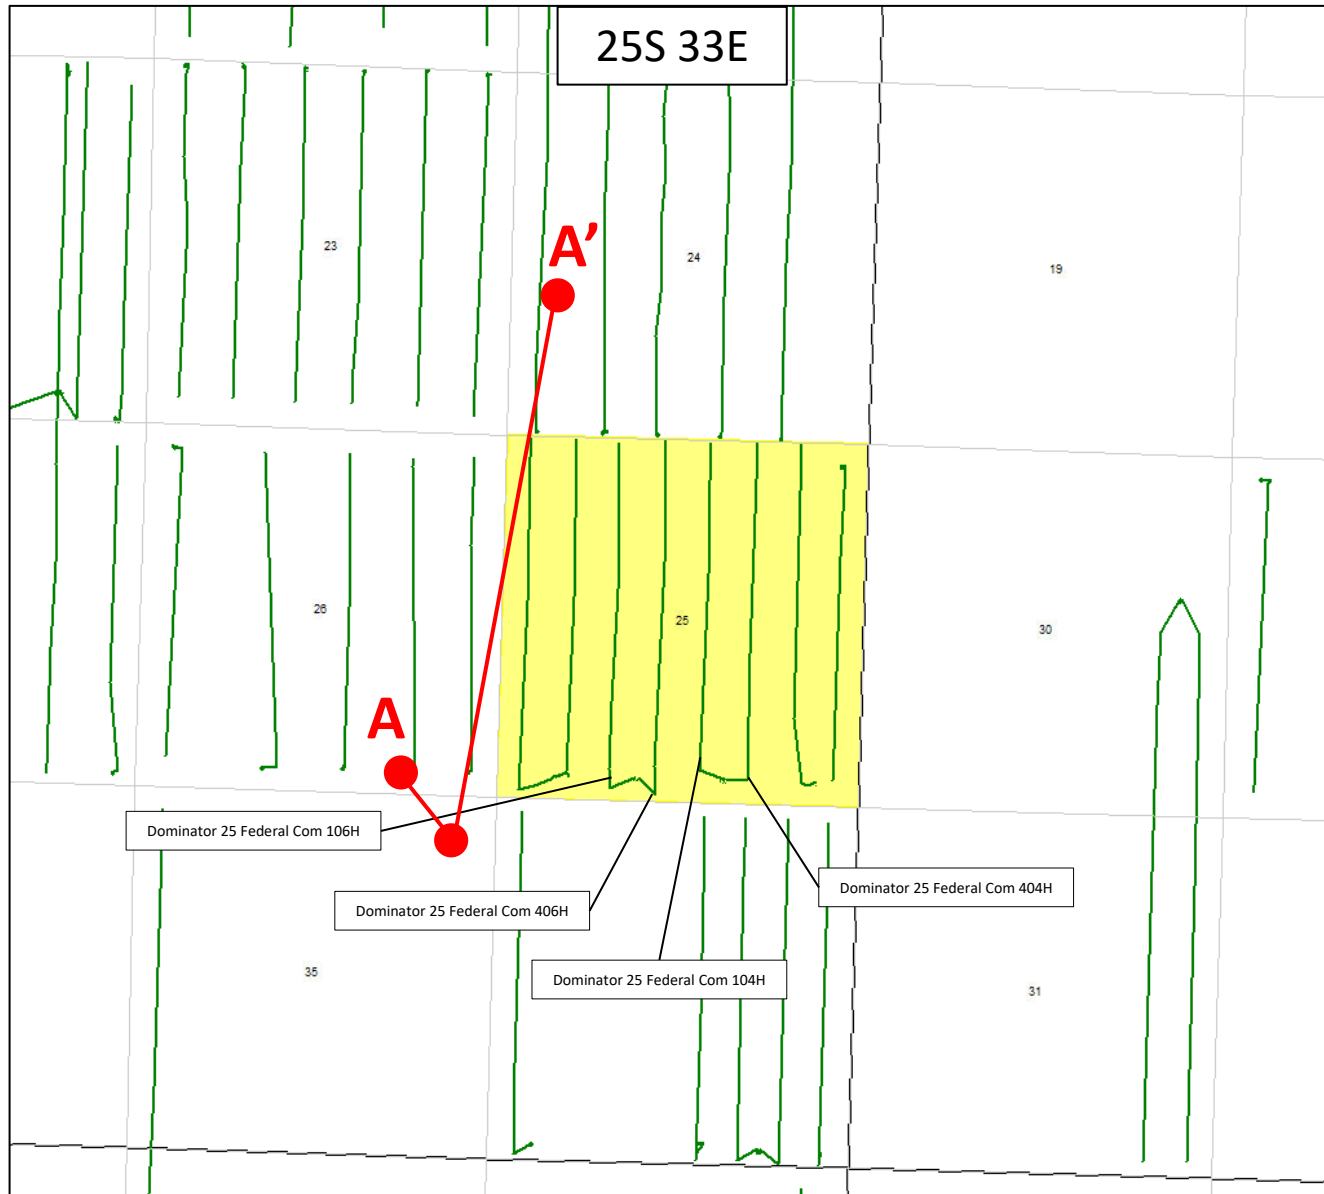 25S 33E
23
A’
24
19
26
25
30
A
Dominator 25 Federal Com 106H
Dominator 25 Federal Com 404H
Dominator 25 Federal Com 406H
35
Dominator 25 Federal Com 104H
31